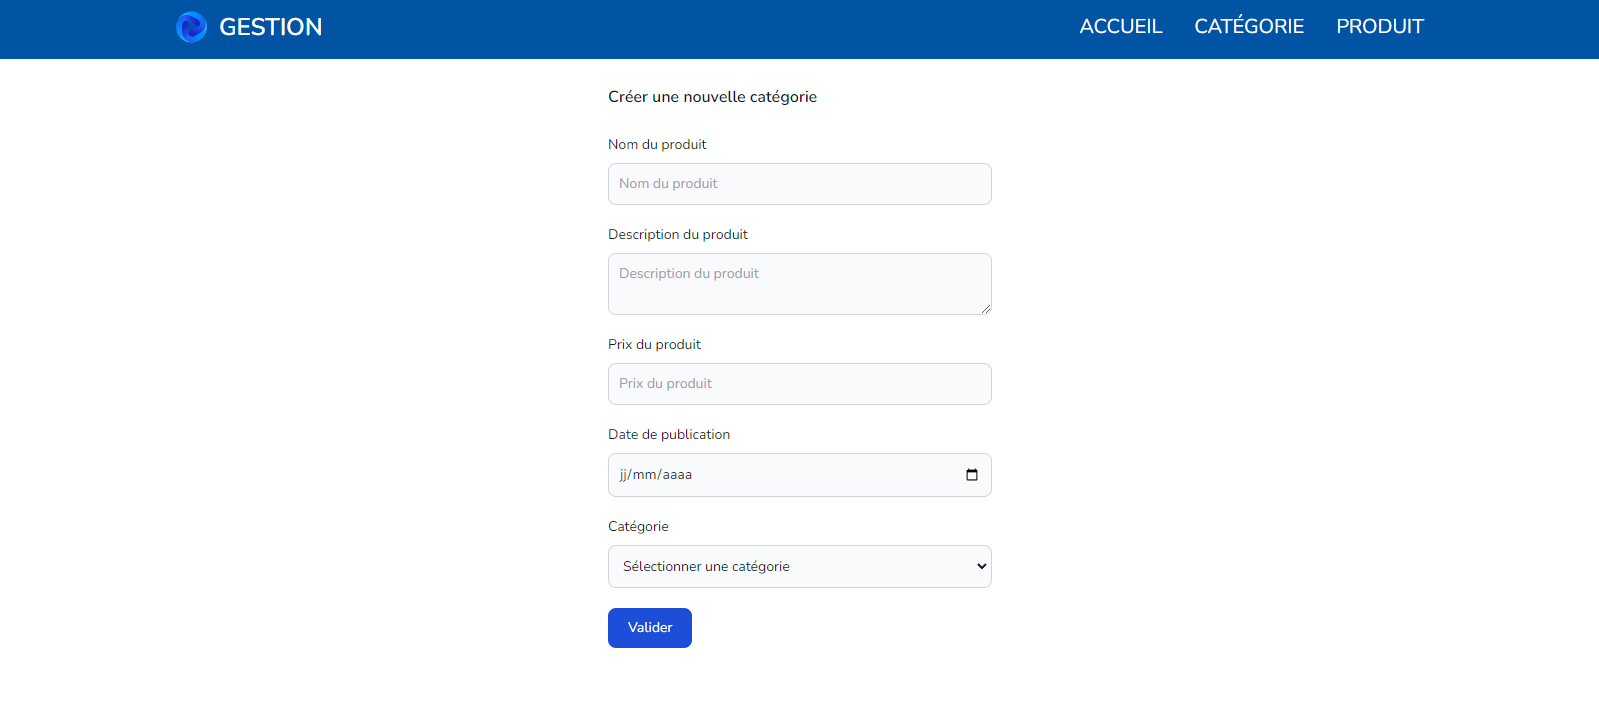 GESTION ACCUEIL CATÉGORIE PRODUIT
Créer une nouvelle catégorie
Nom du produit
Nom du produit
Description du produit
Description du produit
Prix du produit
Prix du produit
Date de publication
jj/mm/aaaa
Catégorie
Sélectionner une catégorie
Valider